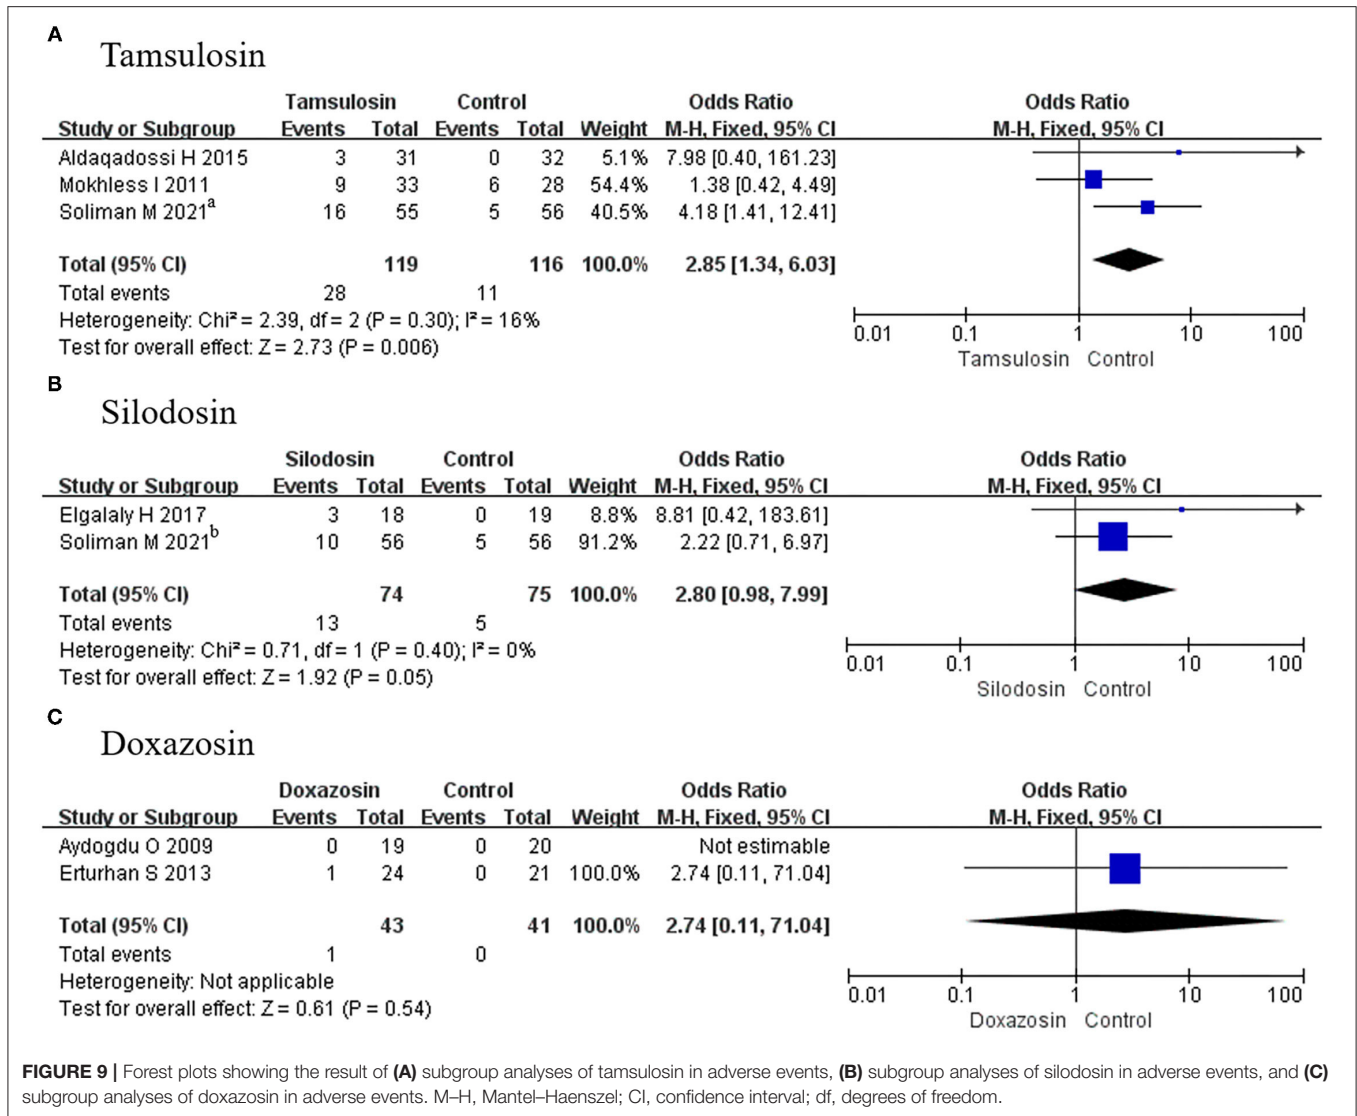 A
Tamsulosin
Tamsulosin Control Odds Ratio Odds Ratio
Study or Subgroup Events Total Events Total Weight M-H, Fixed, 95% CI M-H, Fixed, 95% CI
Aldaqadossi H 2015 3 31 0 32 5.1% 7.98 [0.40, 161.23]
Mokhless I 2011 9 33 6 28 54.4% 1.38 [0.42, 4.49]
Soliman M 2021a 16 55 5 56 40.5% 4.18 [1.41, 12.41]
Total (95% CI) 119 116 100.0% 2.85 [1.34, 6.03]
Total events 28 11
Heterogeneity: Chi² = 2.39, df = 2 (P = 0.30); I² = 16%
Test for overall effect: Z = 2.73 (P = 0.006)
0.01 0.1 1 10 100
Tamsulosin Control
B
Silodosin
Silodosin Control Odds Ratio Odds Ratio
Study or Subgroup Events Total Events Total Weight M-H, Fixed, 95% CI M-H, Fixed, 95% CI
Elgalaly H 2017 3 18 0 19 8.8% 8.81 [0.42, 183.61]
Soliman M 2021b 10 56 5 56 91.2% 2.22 [0.71, 6.97]
Total (95% CI) 74 75 100.0% 2.80 [0.98, 7.99]
Total events 13 5
Heterogeneity: Chi² = 0.71, df = 1 (P = 0.40); I² = 0%
Test for overall effect: Z = 1.92 (P = 0.05)
0.01 0.1 1 10 100
Silodosin Control
C
Doxazosin
Doxazosin Control Odds Ratio Odds Ratio
Study or Subgroup Events Total Events Total Weight M-H, Fixed, 95% CI M-H, Fixed, 95% CI
Aydogdu O 2009 0 19 0 20 Not estimable
Erturhan S 2013 1 24 0 21 100.0% 2.74 [0.11, 71.04]
Total (95% CI) 43 41 100.0% 2.74 [0.11, 71.04]
Total events 1 0
Heterogeneity: Not applicable
Test for overall effect: Z = 0.61 (P = 0.54)
0.01 0.1 1 10 100
Doxazosin Control
FIGURE 9 | Forest plots showing the result of (A) subgroup analyses of tamsulosin in adverse events, (B) subgroup analyses of silodosin in adverse events, and (C)
subgroup analyses of doxazosin in adverse events. M–H, Mantel–Haenszel; CI, confidence interval; df, degrees of freedom.